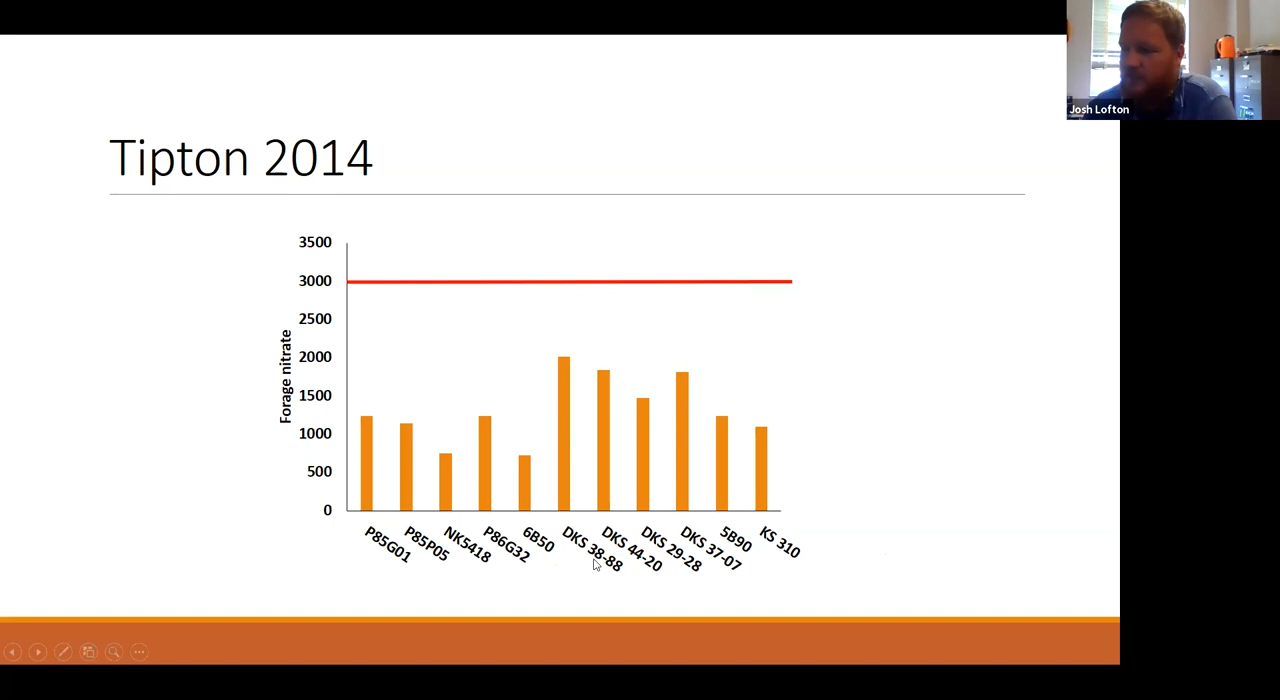 Josh Lofton
Tipton 2014
3500
3000
2500
2000
1500
1000
500
0
Forage nitrate
P85G01
P85P05
NK5418
P86G32
6B50
DKS 38-88
DKS 44-20
DKS 29-28
DKS 37-07
5B90
KS 310